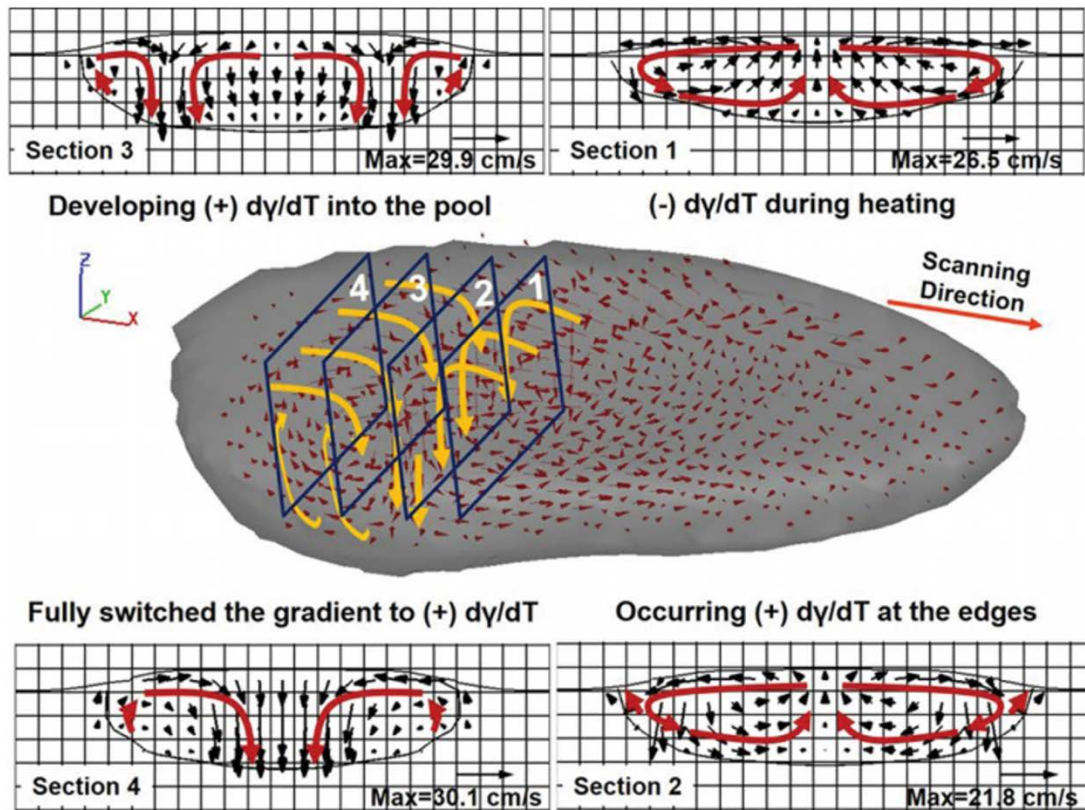 Section 3
Max=29.9 cm/s
Section 1
Max=26.5 cm/s
Developing (+) dγ/dT into the pool
(-) dγ/dT during heating
Z
Y
X
4
3
2
1
Scanning
Direction
Fully switched the gradient to (+) dγ/dT
Occurring (+) dγ/dT at the edges
Section 4
Max=30.1 cm/s
Section 2
Max=21.8 cm/s